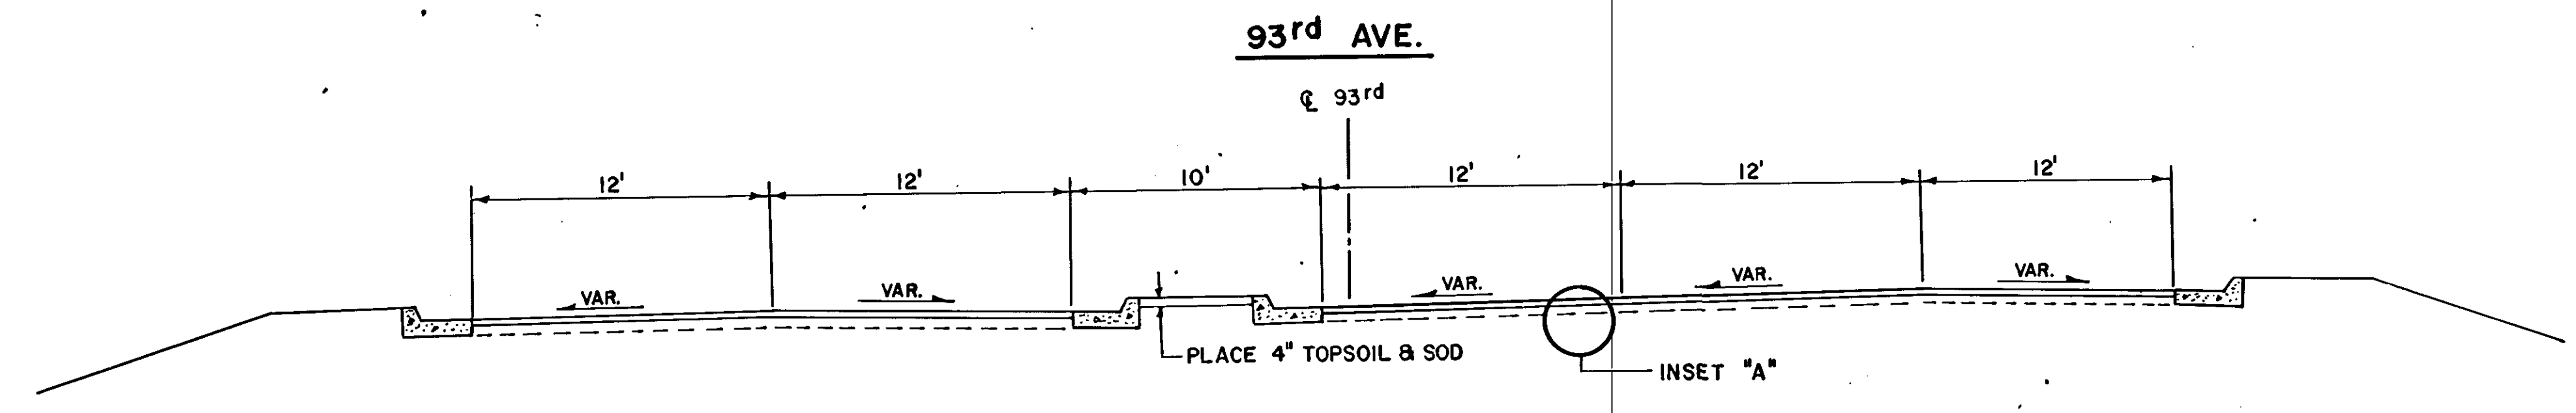 93rd AVE.
℄ 93rd
12' 12' 10' 12' 12' 12'
VAR. VAR. VAR. VAR. VAR.
PLACE 4" TOPSOIL & SOD
INSET "A"